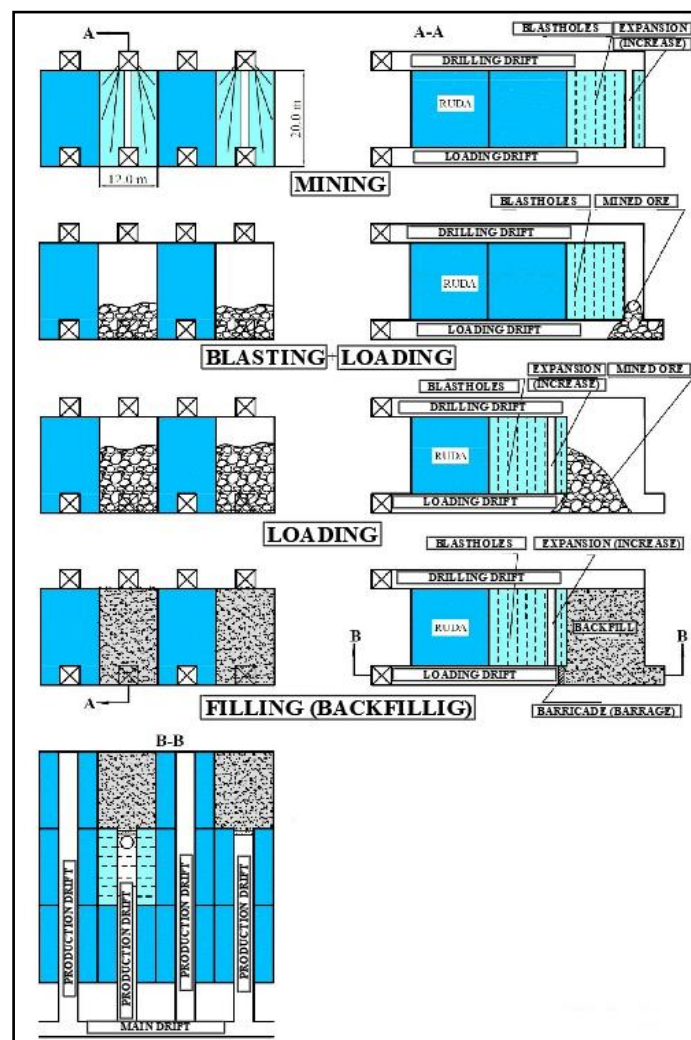 A
A-A
BLASTHOLES
EXPANSION
(INCREASE)
DRILLING DRIFT
RUDA
20.0 m
LOADING DRIFT
12.0 m
MINING
BLASTHOLES
MINED ORE
DRILLING DRIFT
RUDA
LOADING DRIFT
BLASTING+LOADING
EXPANSION
(INCREASE)
MINED ORE
BLASTHOLES
DRILLING DRIFT
RUDA
LOADING DRIFT
LOADING
BLASTHOLES
EXPANSION (INCREASE)
DRILLING DRIFT
RUDA
BACKFILL
B
B
LOADING DRIFT
A
FILLING (BACKFILLIG)
BARRICADE (BARRAGE)
B-B
PRODUCTION DRIFT
PRODUCTION DRIFT
PRODUCTION DRIFT
PRODUCTION DRIFT
MAIN DRIFT